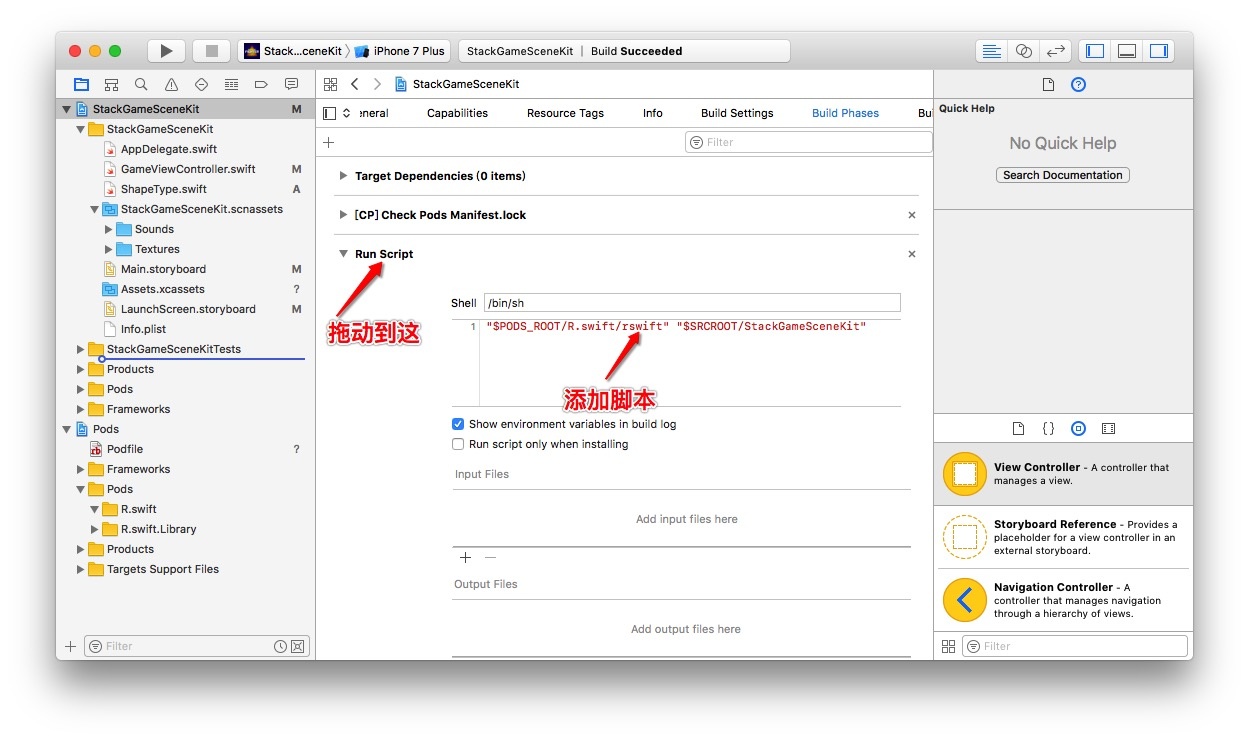 Stack...ceneKit
iPhone 7 Plus
StackGameSceneKit | Build Succeeded
StackGameSceneKit M
StackGameSceneKit
AppDelegate.swift
GameViewController.swift M
ShapeType.swift A
StackGameSceneKit.scnassets
Sounds
Textures
Main.storyboard M
Assets.xcassets ?
LaunchScreen.storyboard M
Info.plist
StackGameSceneKitTests
Products
Pods
Frameworks
Pods
Podfile ?
Frameworks
Pods
R.swift
R.swift.Library
Products
Targets Support Files
Filter
StackGameSceneKit
eneral Capabilities Resource Tags Info Build Settings Build Phases Bu
Filter
Target Dependencies (0 items)
[CP] Check Pods Manifest.lock
Run Script
拖动到这
Shell /bin/sh
1 "$PODS_ROOT/R.swift/rswift" "$SRCROOT/StackGameSceneKit"
添加脚本
Show environment variables in build log
Run script only when installing
Input Files
Add input files here
Output Files
Add output files here
Quick Help
No Quick Help
Search Documentation
{}
View Controller - A controller that
manages a view.
Storyboard Reference - Provides a
placeholder for a view controller in an
external storyboard.
Navigation Controller - A
controller that manages navigation
through a hierarchy of views.
Filter